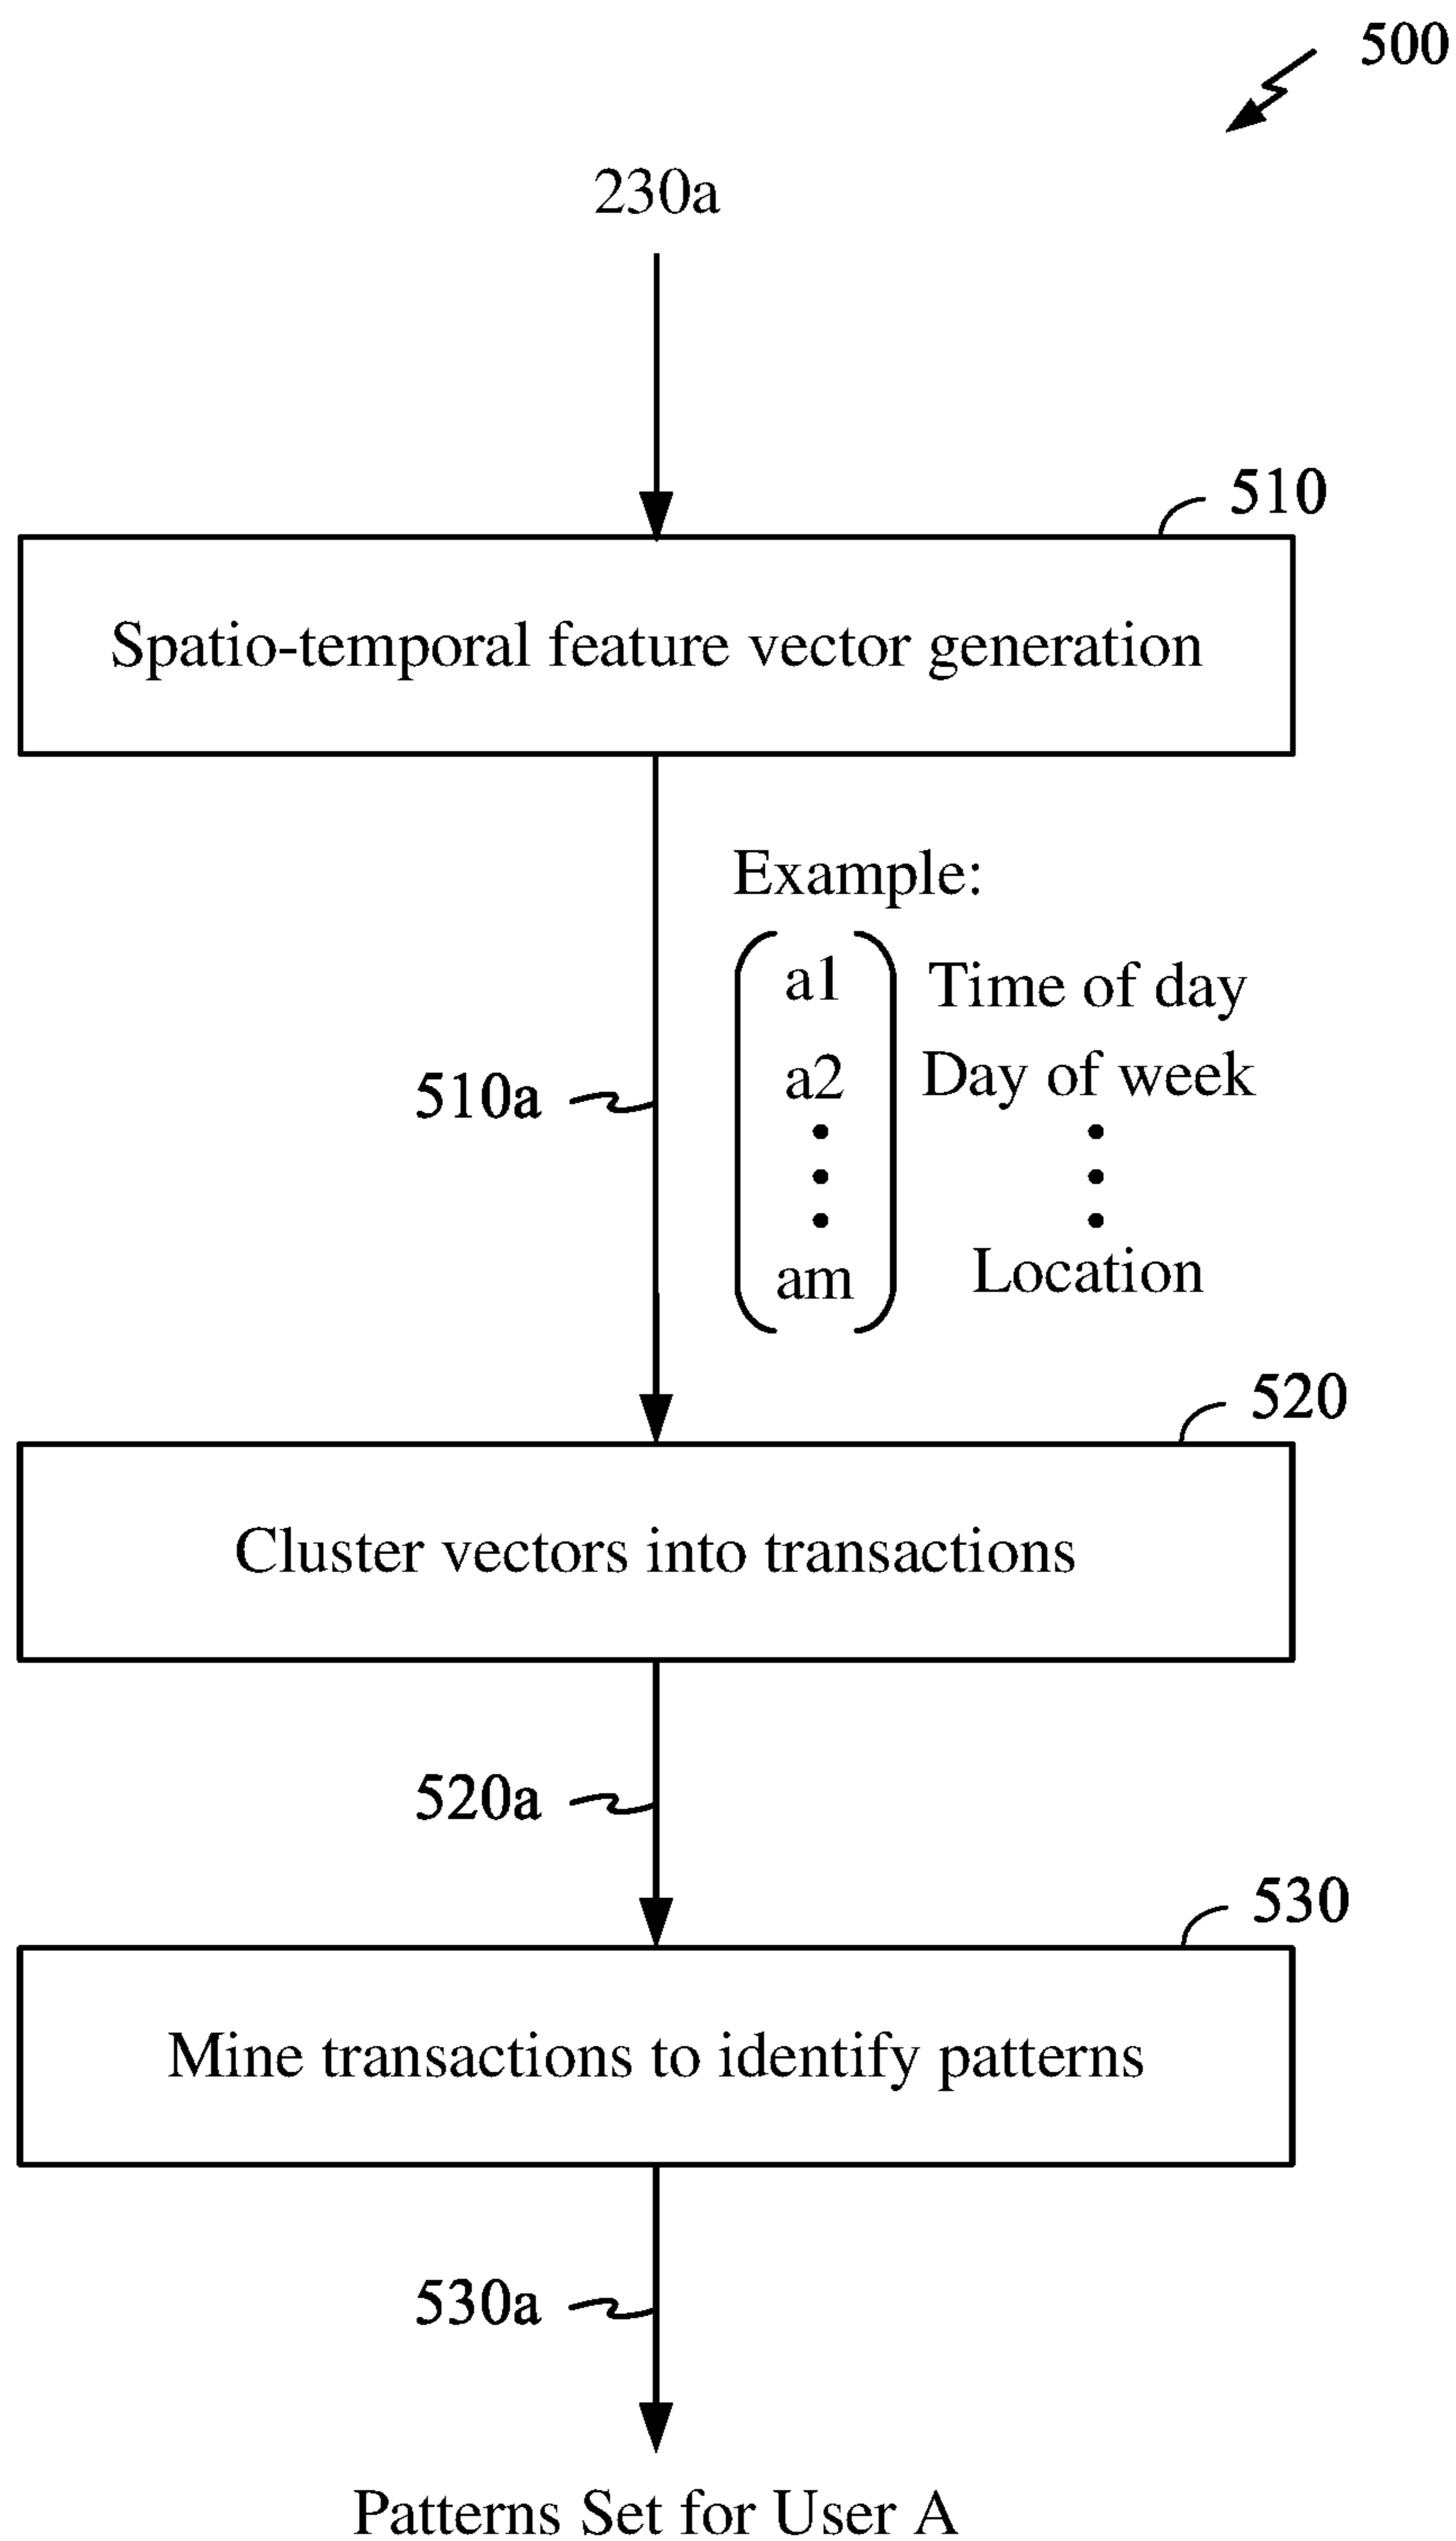 500
230a
510
Spatio-temporal feature vector generation
Example:
a1 Time of day
a2 Day of week
am Location
510a
520
Cluster vectors into transactions
520a
530
Mine transactions to identify patterns
530a
Patterns Set for User A